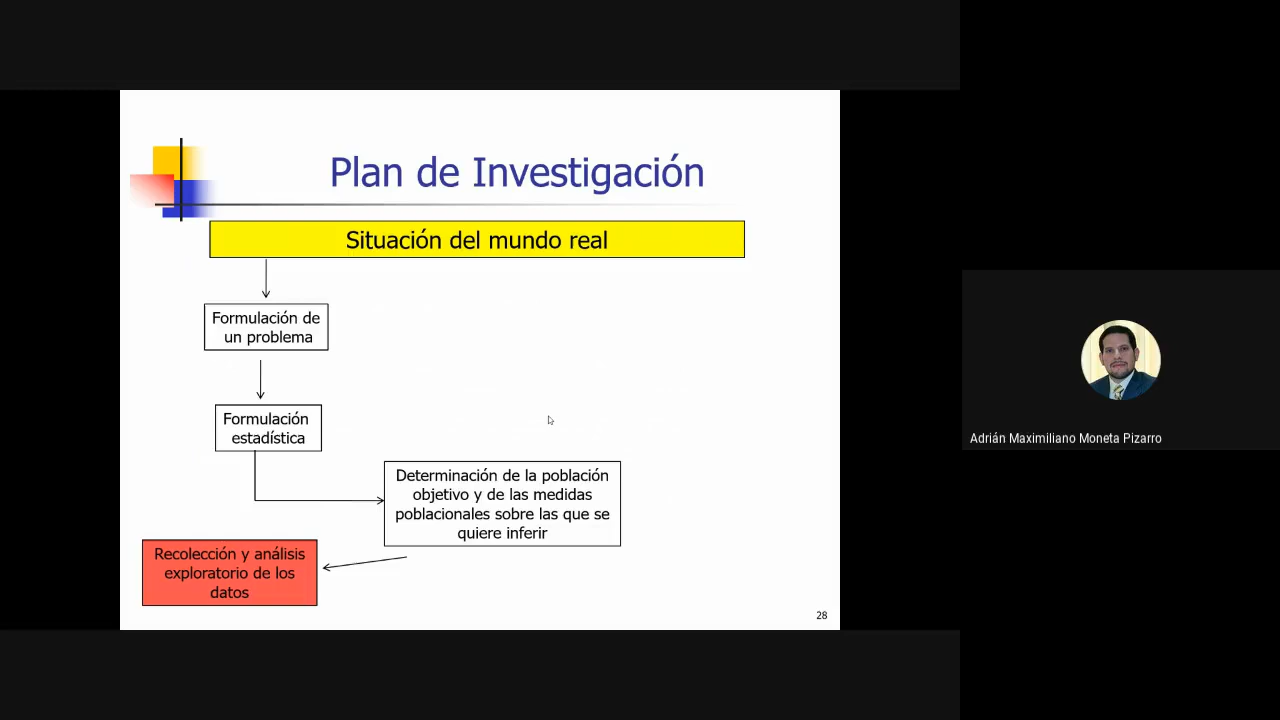 Plan de Investigación
Situación del mundo real
Formulación de
un problema
Formulación
estadística
Determinación de la población
objetivo y de las medidas
poblacionales sobre las que se
quiere inferir
Recolección y análisis
exploratorio de los
datos
28
Adrián Maximiliano Moneta Pizarro